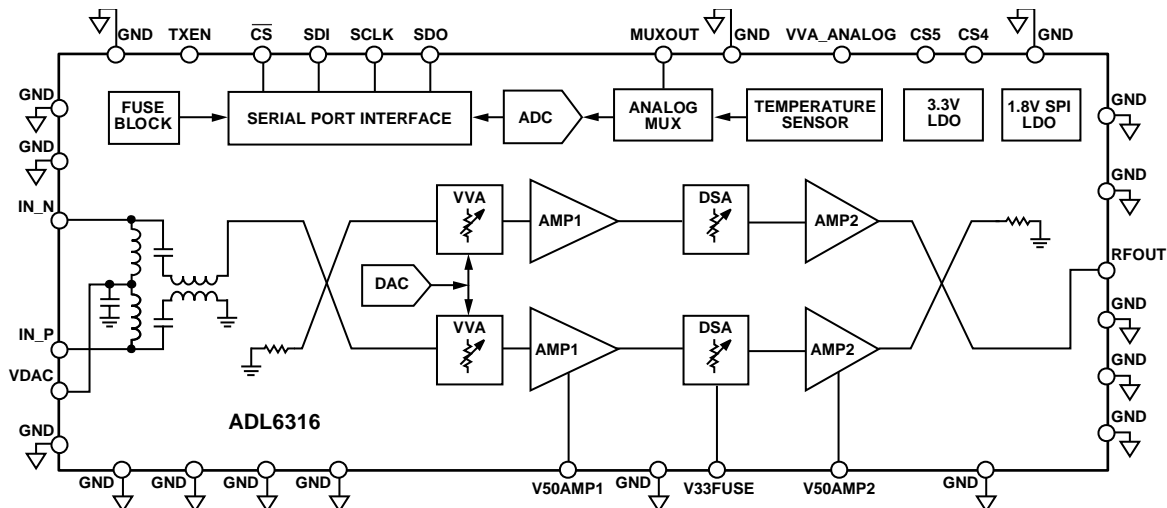 GND
TXEN
CS
SDI
SCLK
SDO
MUXOUT
GND
VVA_ANALOG
CS5
CS4
GND
GND
FUSE
BLOCK
SERIAL PORT INTERFACE
ADC
ANALOG
MUX
TEMPERATURE
SENSOR
3.3V
LDO
1.8V SPI
LDO
GND
GND
GND
IN_N
VVA
AMP1
DSA
AMP2
RFOUT
DAC
GND
IN_P
VVA
AMP1
DSA
AMP2
VDAC
GND
GND
ADL6316
GND
GND
GND
GND
GND
V50AMP1
GND
V33FUSE
V50AMP2
GND